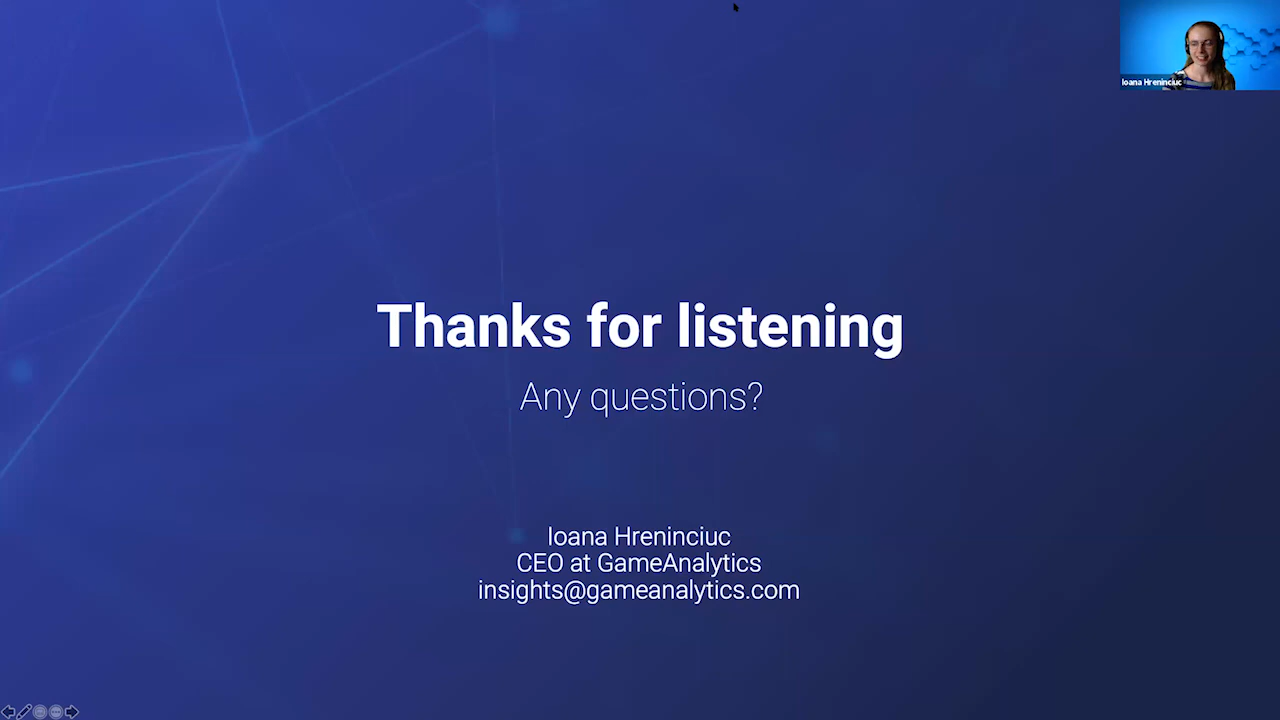 Ioana Hreninciuc
Thanks for listening
Any questions?
Ioana Hreninciuc
CEO at GameAnalytics
insights@gameanalytics.com